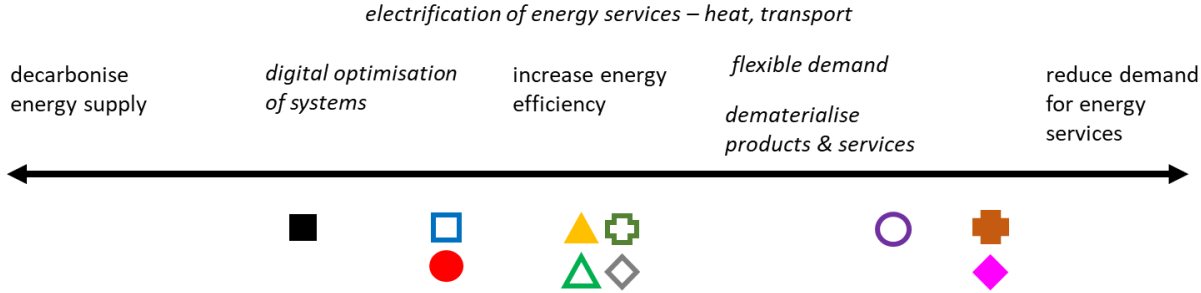 electrification of energy services – heat, transport
decarbonise
energy supply
digital optimisation
of systems
increase energy
efficiency
flexible demand
dematerialise
products & services
reduce demand
for energy
services